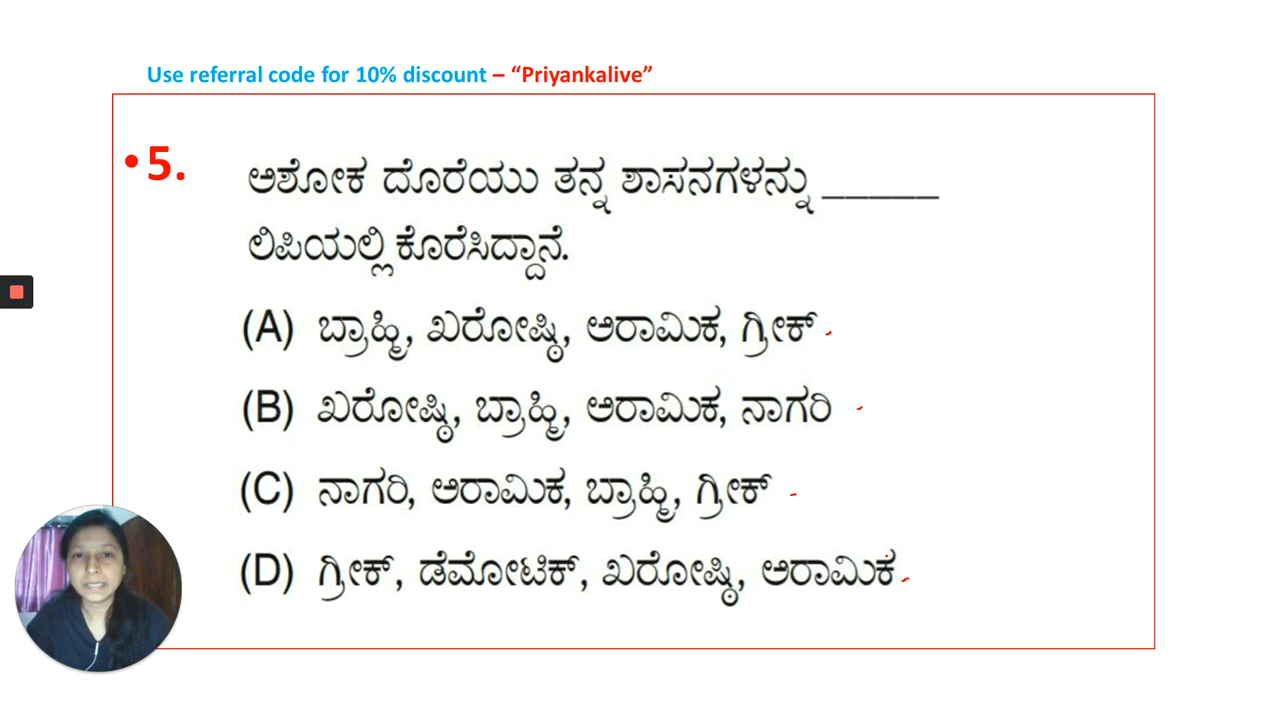 Use referral code for 10% discount – “Priyankalive”
•5. ಅಶೋಕ ದೊರೆಯು ತನ್ನ ಶಾಸನಗಳನ್ನು _____
ಲಿಪಿಯಲ್ಲಿ ಕೊರೆಸಿದ್ದಾನೆ.
(A) ಬ್ರಾಹ್ಮಿ, ಖರೋಷ್ಠಿ, ಅರಾಮಿಕ, ಗ್ರೀಕ್
(B) ಖರೋಷ್ಠಿ, ಬ್ರಾಹ್ಮಿ, ಅರಾಮಿಕ, ನಾಗರಿ
(C) ನಾಗರಿ, ಅರಾಮಿಕ, ಬ್ರಾಹ್ಮಿ, ಗ್ರೀಕ್
(D) ಗ್ರೀಕ್, ಡೆಮೋಟಿಕ್, ಖರೋಷ್ಠಿ, ಅರಾಮಿಕ